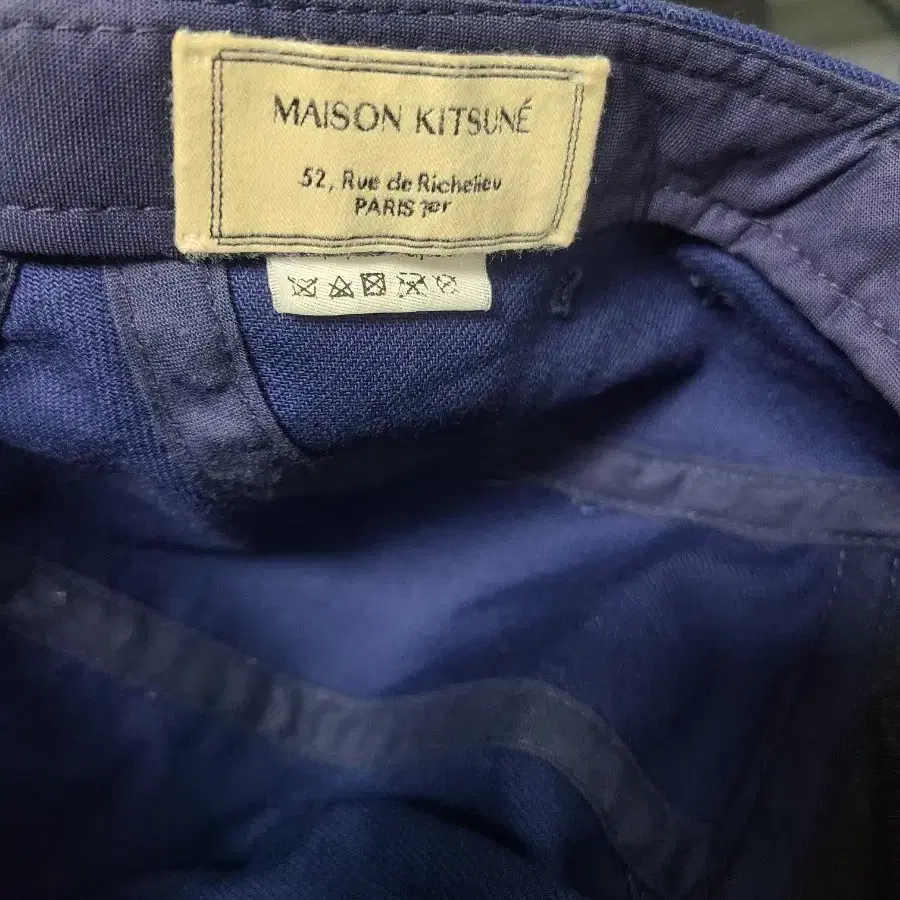 MAISON KITSUNÉ
52, Rue de Richelieu
PARIS 1er